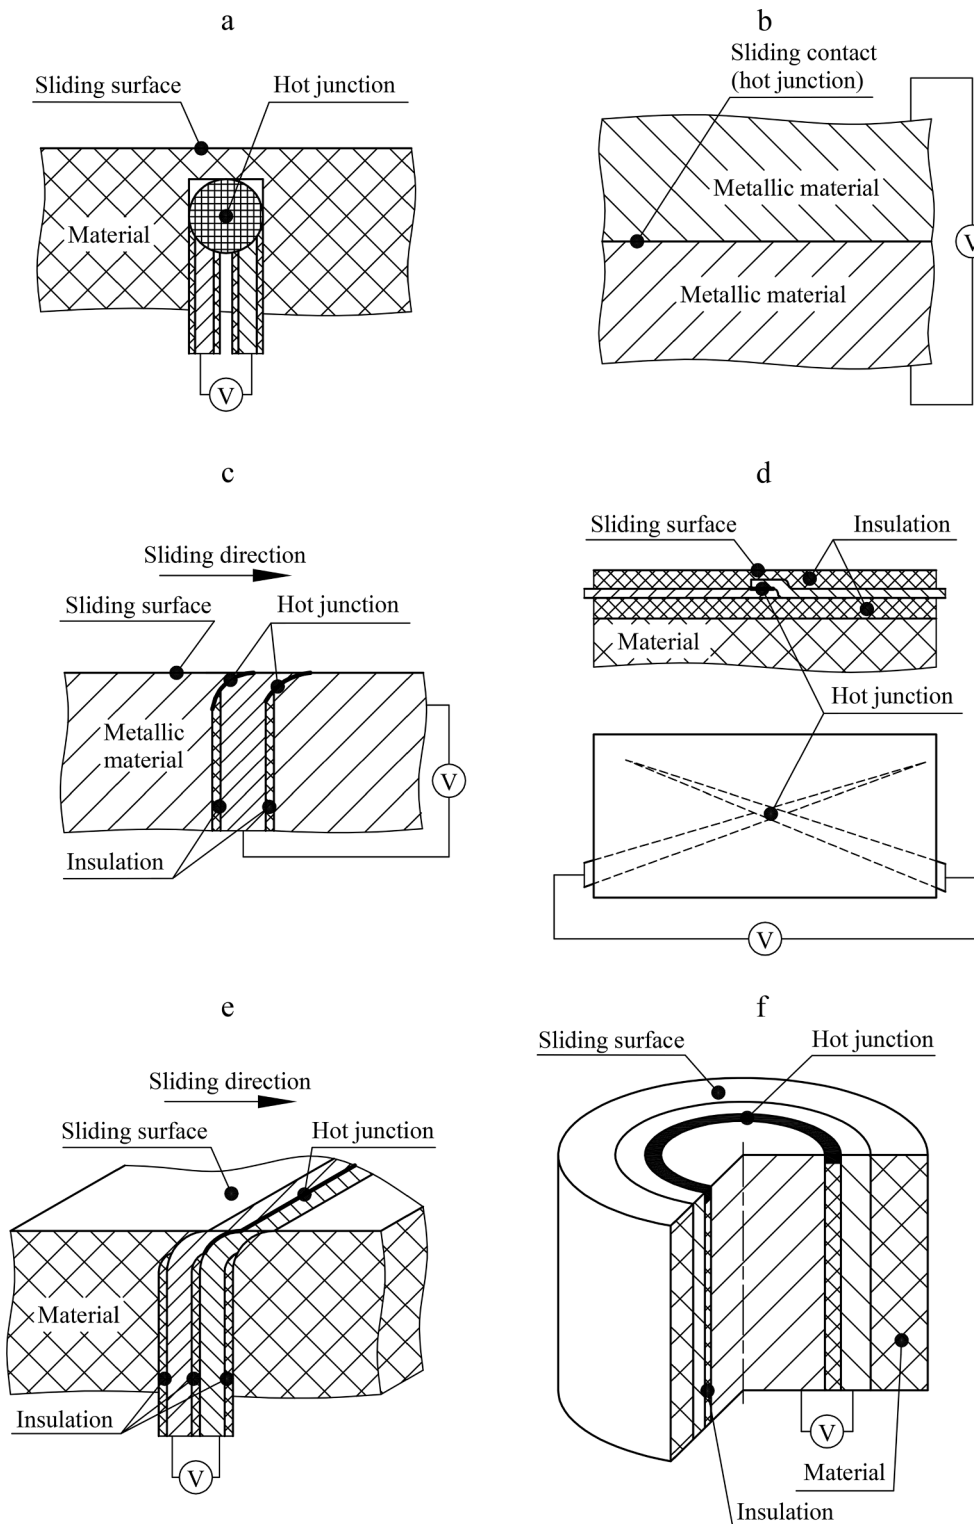 a
Sliding surface
Hot junction
Material
V
b
Sliding contact
(hot junction)
Metallic material
Metallic material
V
c
Sliding direction
Sliding surface
Hot junction
Metallic
material
V
Insulation
d
Sliding surface
Insulation
Material
Hot junction
V
e
Sliding direction
Sliding surface
Hot junction
Material
Insulation
V
f
Sliding surface
Hot junction
V
Material
Insulation